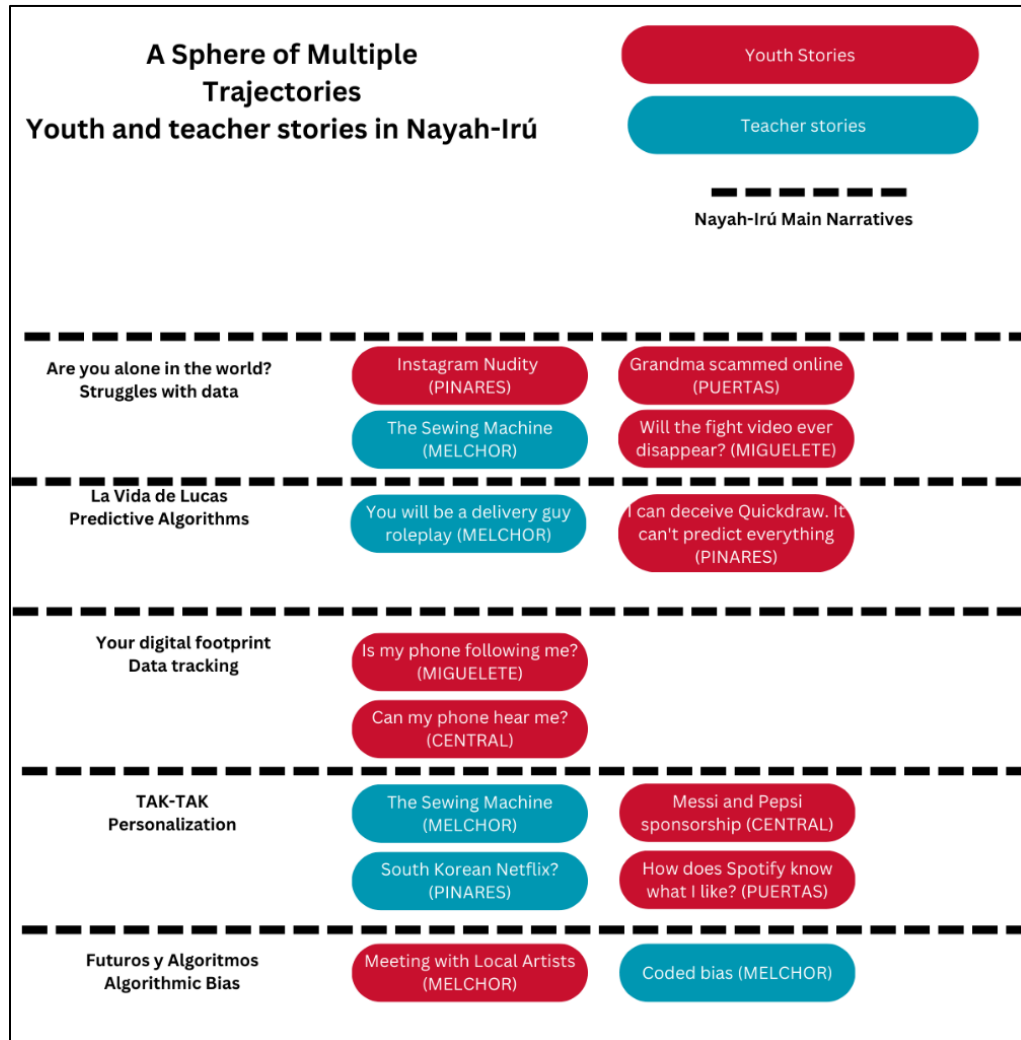 A Sphere of Multiple
Trajectories
Youth and teacher stories in Nayah-Irú
Youth Stories
Teacher stories
Nayah-Irú Main Narratives
Are you alone in the world?
Struggles with data
Instagram Nudity
(PINARES)
Grandma scammed online
(PUERTAS)
The Sewing Machine
(MELCHOR)
Will the fight video ever
disappear? (MIGUELETE)
La Vida de Lucas
Predictive Algorithms
You will be a delivery guy
roleplay (MELCHOR)
I can deceive Quickdraw. It
can't predict everything
(PINARES)
Your digital footprint
Data tracking
Is my phone following me?
(MIGUELETE)
Can my phone hear me?
(CENTRAL)
TAK-TAK
Personalization
The Sewing Machine
(MELCHOR)
Messi and Pepsi
sponsorship (CENTRAL)
South Korean Netflix?
(PINARES)
How does Spotify know
what I like? (PUERTAS)
Futuros y Algoritmos
Algorithmic Bias
Meeting with Local Artists
(MELCHOR)
Coded bias (MELCHOR)